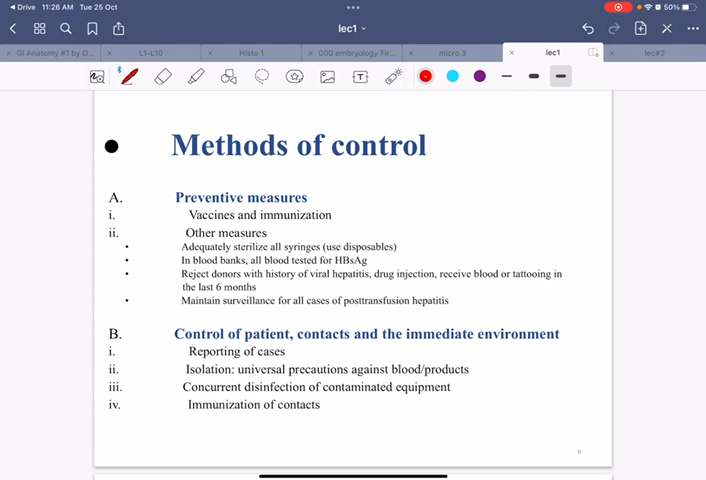 Drive 11:26 AM Tue 25 Oct 50%
lec1
GI Anatomy #1 by O... L1-L10 Histo 1 000 embryology Fir... micro.3 lec1 lec#2
Methods of control
A. Preventive measures
i. Vaccines and immunization
ii. Other measures
• Adequately sterilize all syringes (use disposables)
• In blood banks, all blood tested for HBsAg
• Reject donors with history of viral hepatitis, drug injection, receive blood or tattooing in
the last 6 months
• Maintain surveillance for all cases of posttransfusion hepatitis
B. Control of patient, contacts and the immediate environment
i. Reporting of cases
ii. Isolation: universal precautions against blood/products
iii. Concurrent disinfection of contaminated equipment
iv. Immunization of contacts